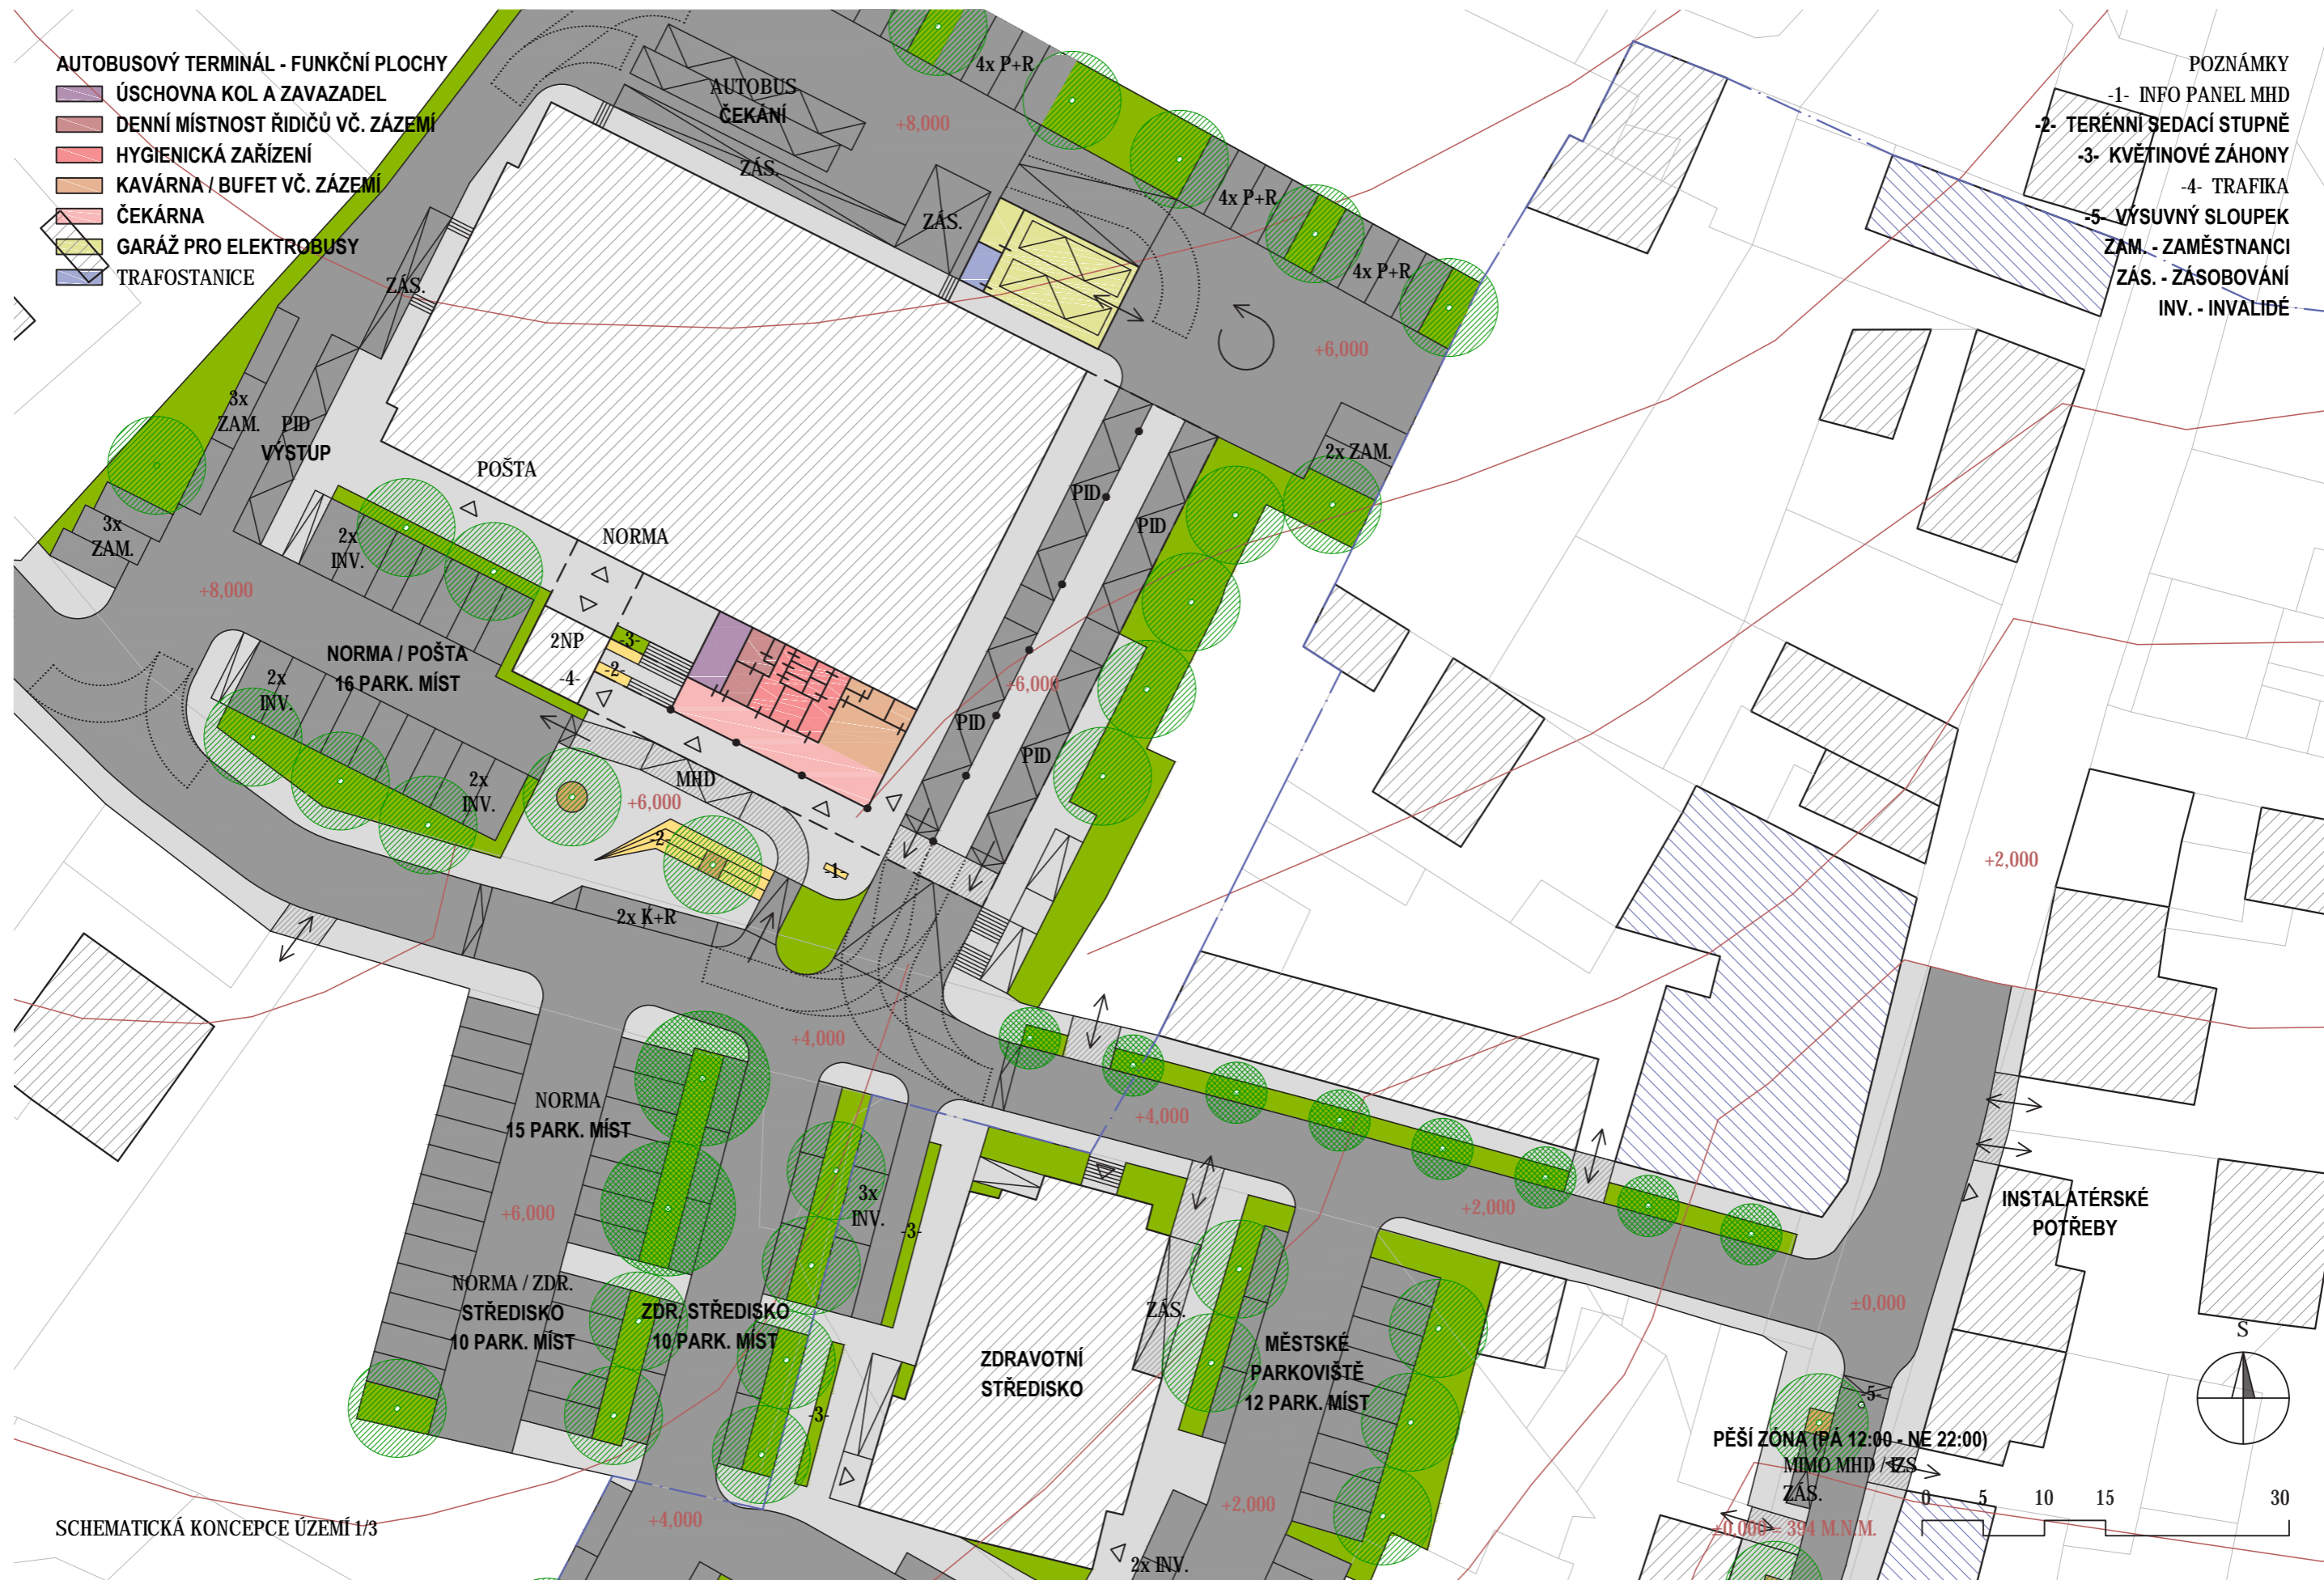 AUTOBUSOVÝ TERMINÁL - FUNKČNÍ PLOCHY
ÚSCHOVNA KOL A ZAVAZADEL
DENNÍ MÍSTNOST ŘIDIČŮ VČ. ZÁZEMÍ
HYGIENICKÁ ZAŘÍZENÍ
KAVÁRNA / BUFET VČ. ZÁZEMÍ
ČEKÁRNA
GARÁŽ PRO ELEKTROBUSY
TRAFOSTANICE
POZNÁMKY
-1- INFO PANEL MHD
-2- TERÉNNÍ SEDACÍ STUPNĚ
-3- KVĚTINOVÉ ZÁHONY
-4- TRAFIKA
-5- VÝSUVNÝ SLOUPEK
ZAM. - ZAMĚSTNANCI
ZÁS. - ZÁSOBOVÁNÍ
INV. - INVALIDÉ
AUTOBUS
ČEKÁNÍ
4x P+R
+8,000
ZÁS.
4x P+R
ZÁS.
4x P+R
ZÁS.
+6,000
3x
ZAM.
PID
VÝSTUP
2x ZAM.
POŠTA
PID
PID
3x
ZAM.
2x
INV.
NORMA
+8,000
2NP
-3-
NORMA / POŠTA
16 PARK. MÍST
-2-
-4-
2x
INV.
+6,000
PID
PID
2x
INV.
MHD
+6,000
-2-
-1-
2x K+R
+2,000
+4,000
NORMA
15 PARK. MÍST
+4,000
3x
INV.
-3-
+6,000
+2,000
INSTALATÉRSKÉ
POTŘEBY
NORMA / ZDR.
STŘEDISKO
10 PARK. MÍST
ZDR. STŘEDISKO
10 PARK. MÍST
ZÁS.
±0,000
S
ZDRAVOTNÍ
STŘEDISKO
MĚSTSKÉ
PARKOVIŠTĚ
12 PARK. MÍST
-3-
-5-
PĚŠÍ ZÓNA (PÁ 12:00 - NE 22:00)
MIMO MHD / IZS
ZÁS.
+2,000
+4,000
±0,000 = 394 M.N.M.
0 5 10 15 30
SCHEMATICKÁ KONCEPCE ÚZEMÍ 1/3
2x INV.